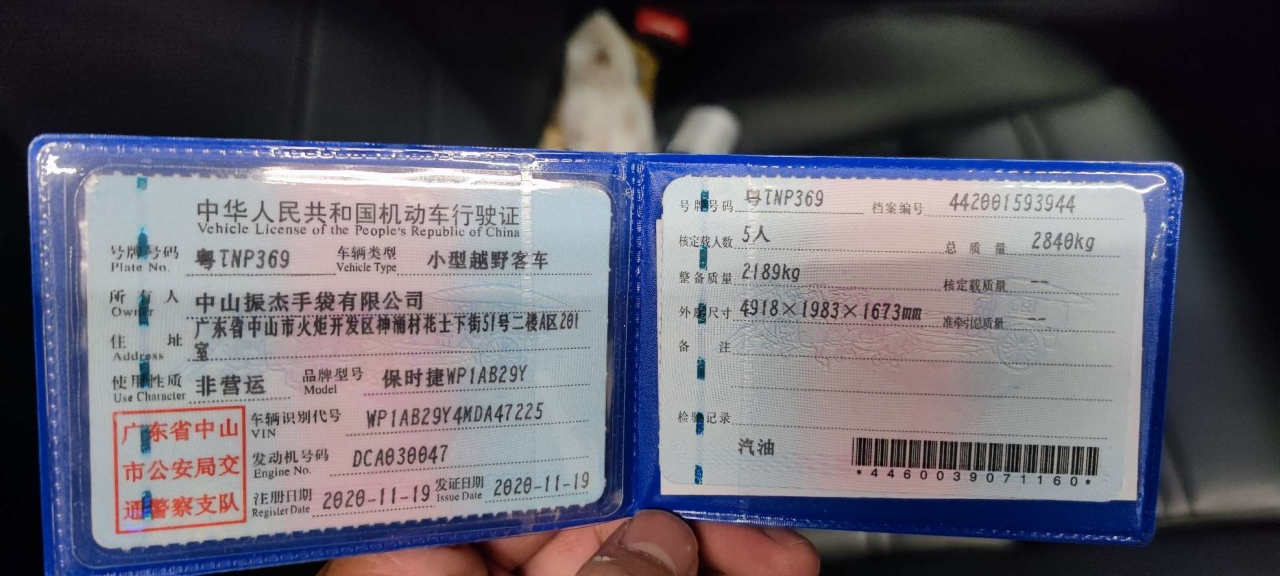 中华人民共和国机动车行驶证
Vehicle License of the People's Republic of China
号牌号码 粤TNP369 车辆类型 小型越野客车
Plate No. Vehicle Type
所有人 中山振杰手袋有限公司
Owner
住址 广东省中山市火炬开发区神涌村花士下街51号二楼A区201
室
Address
使用性质 非营运 品牌型号 保时捷WP1AB29Y
Use Character Model
广东省中山
市公安局交
通警察支队
车辆识别代号 WP1AB29Y4MDA47225
VIN
发动机号码 DCA030047
Engine No.
注册日期 2020-11-19 发证日期 2020-11-19
Register Date Issue Date
号牌号码 粤TNP369 档案编号 442001593944
核定载人数 5人 总质量 2840kg
整备质量 2189kg 核定载质量 --
外廓尺寸 4918×1983×1673mm 准牵引总质量 --
备注
检验记录
汽油
*4460039071160*